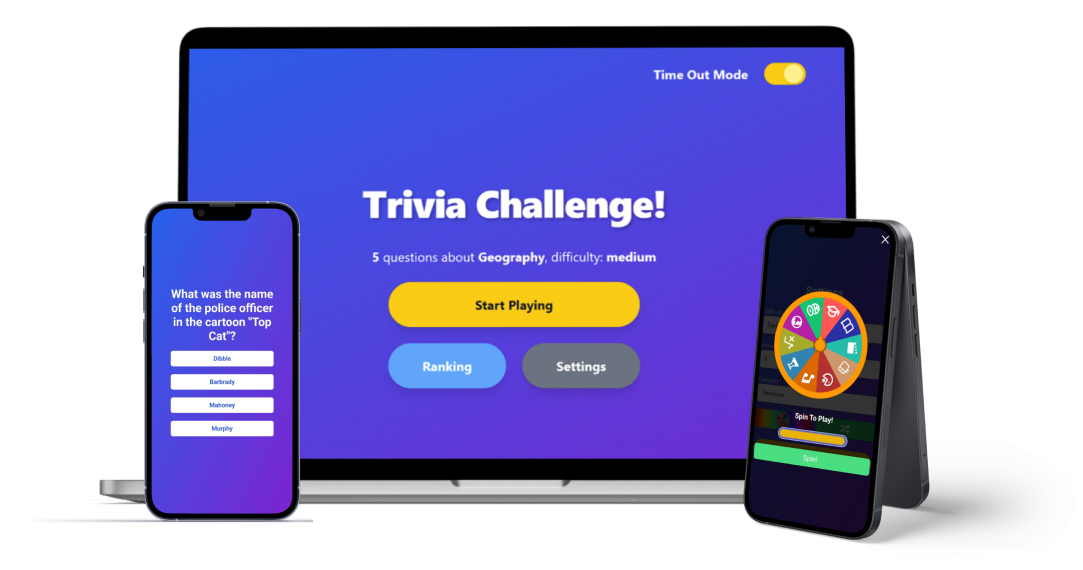 Time Out Mode
Trivia Challenge!
5 questions about Geography, difficulty: medium
Start Playing
Ranking
Settings
What was the name
of the police officer
in the cartoon "Top
Cat"?
Dibble
Barbrady
Mahoney
Murphy
Settings
Spin To Play!
Spin!